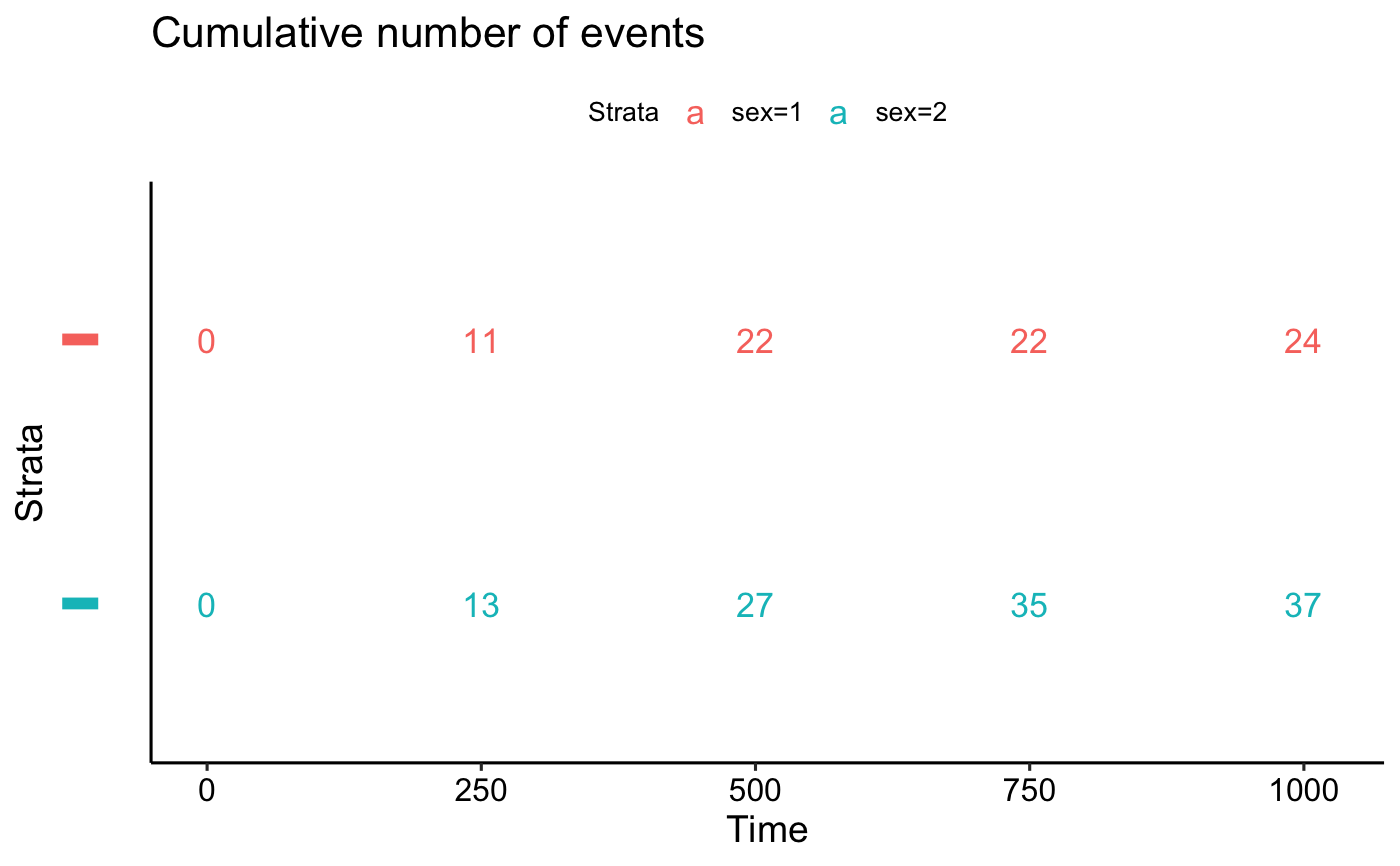 Cumulative number of events
Strata a sex=1 a sex=2
0 11 22 22 24
Strata
0 13 27 35 37
0 250 500 750 1000
Time